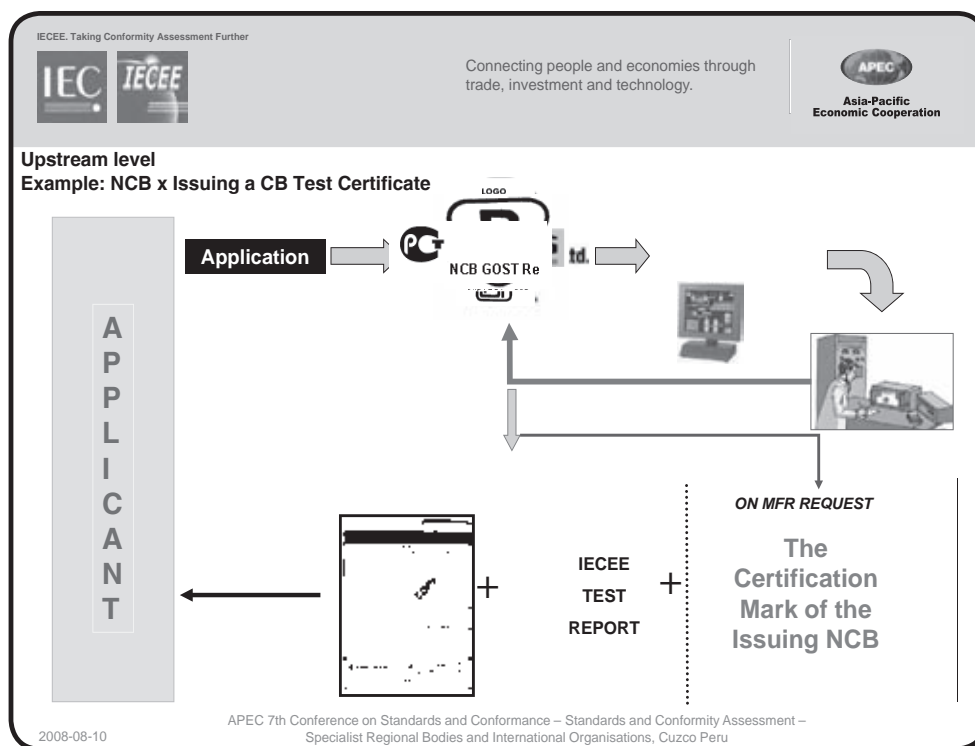 IECEE. Taking Conformity Assessment Further
IEC
IECEE
Connecting people and economies through
trade, investment and technology.
APEC
Asia-Pacific
Economic Cooperation
Upstream level
Example: NCB x Issuing a CB Test Certificate
LOGO
Application
NCB GOST Re
td.
APPLICANT
ON MFR REQUEST
The
Certification
Mark of the
Issuing NCB
IECEE
TEST
REPORT
+
+
2008-08-10
APEC 7th Conference on Standards and Conformance – Standards and Conformity Assessment –
Specialist Regional Bodies and International Organisations, Cuzco Peru